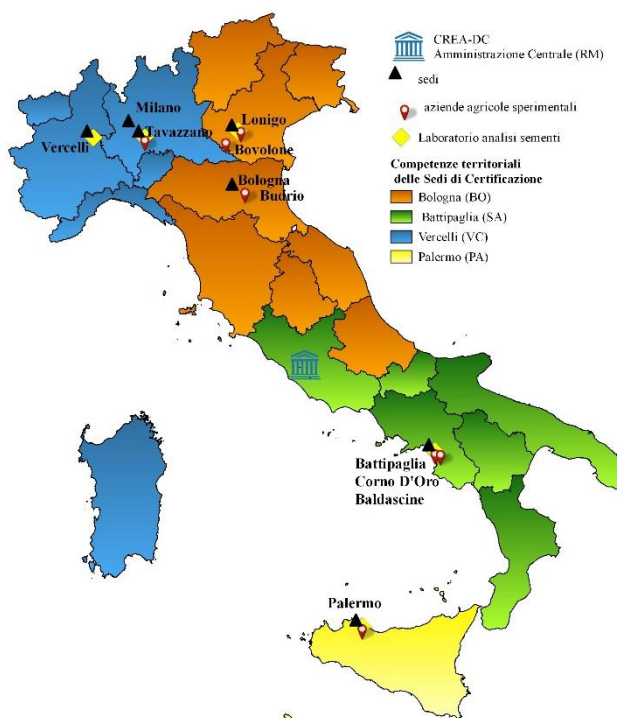 CREA-DC
Amministrazione Centrale (RM)
sedi
aziende agricole sperimentali
Laboratorio analisi sementi
Competenze territoriali
delle Sedi di Certificazione
Bologna (BO)
Battipaglia (SA)
Vercelli (VC)
Palermo (PA)
Milano
Tavazzano
Vercelli
Lonigo
Bovolone
Bologna
Budrio
Battipaglia
Corno D'Oro
Baldascine
Palermo